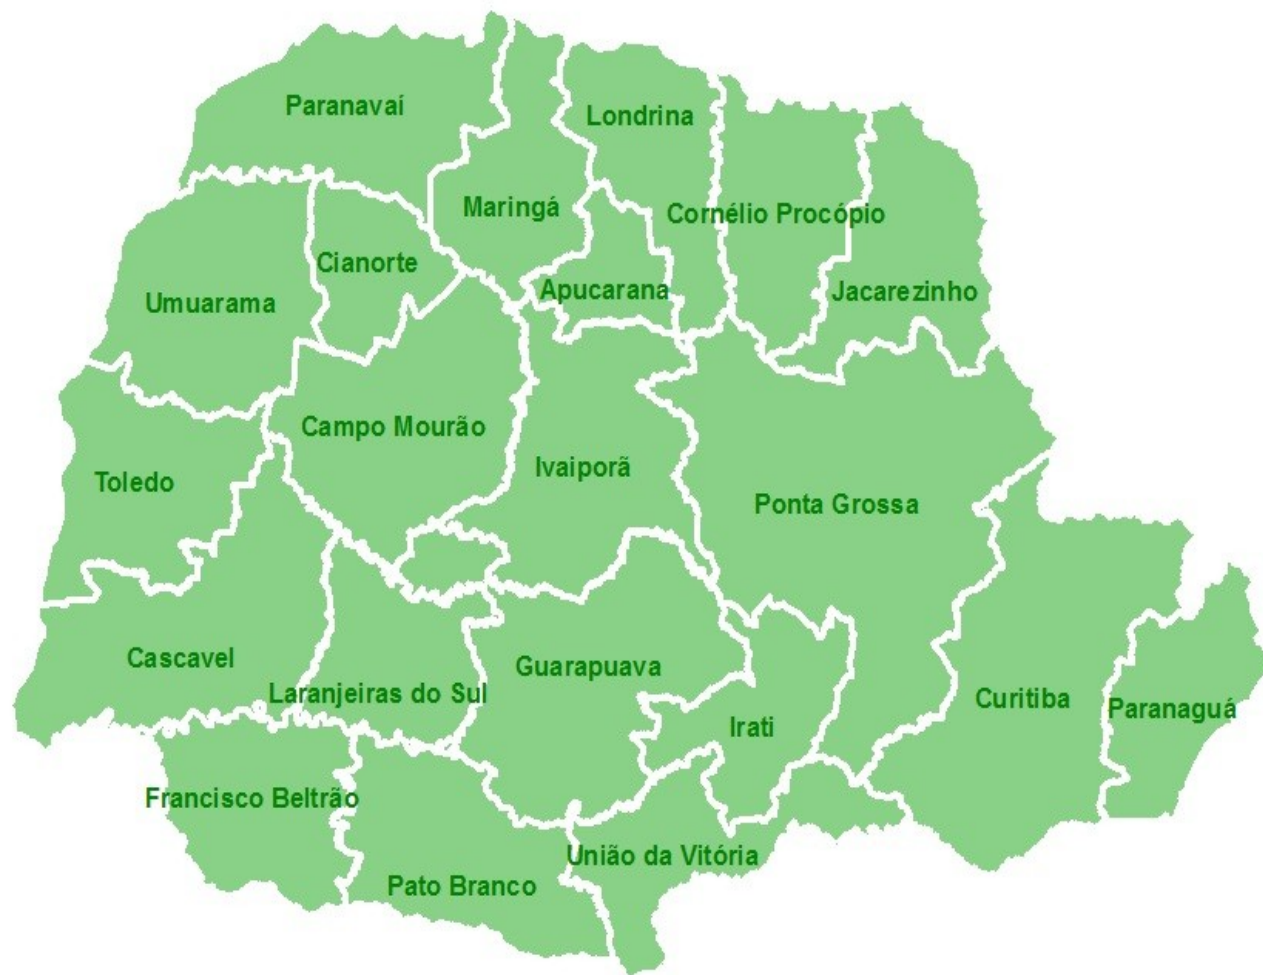 Paranavaí
Londrina
Maringá
Cornélio Procópio
Cianorte
Apucarana
Jacarezinho
Umuarama
Campo Mourão
Ivaiporã
Toledo
Ponta Grossa
Cascavel
Guarapuava
Laranjeiras do Sul
Curitiba
Paranaguá
Irati
Francisco Beltrão
União da Vitória
Pato Branco